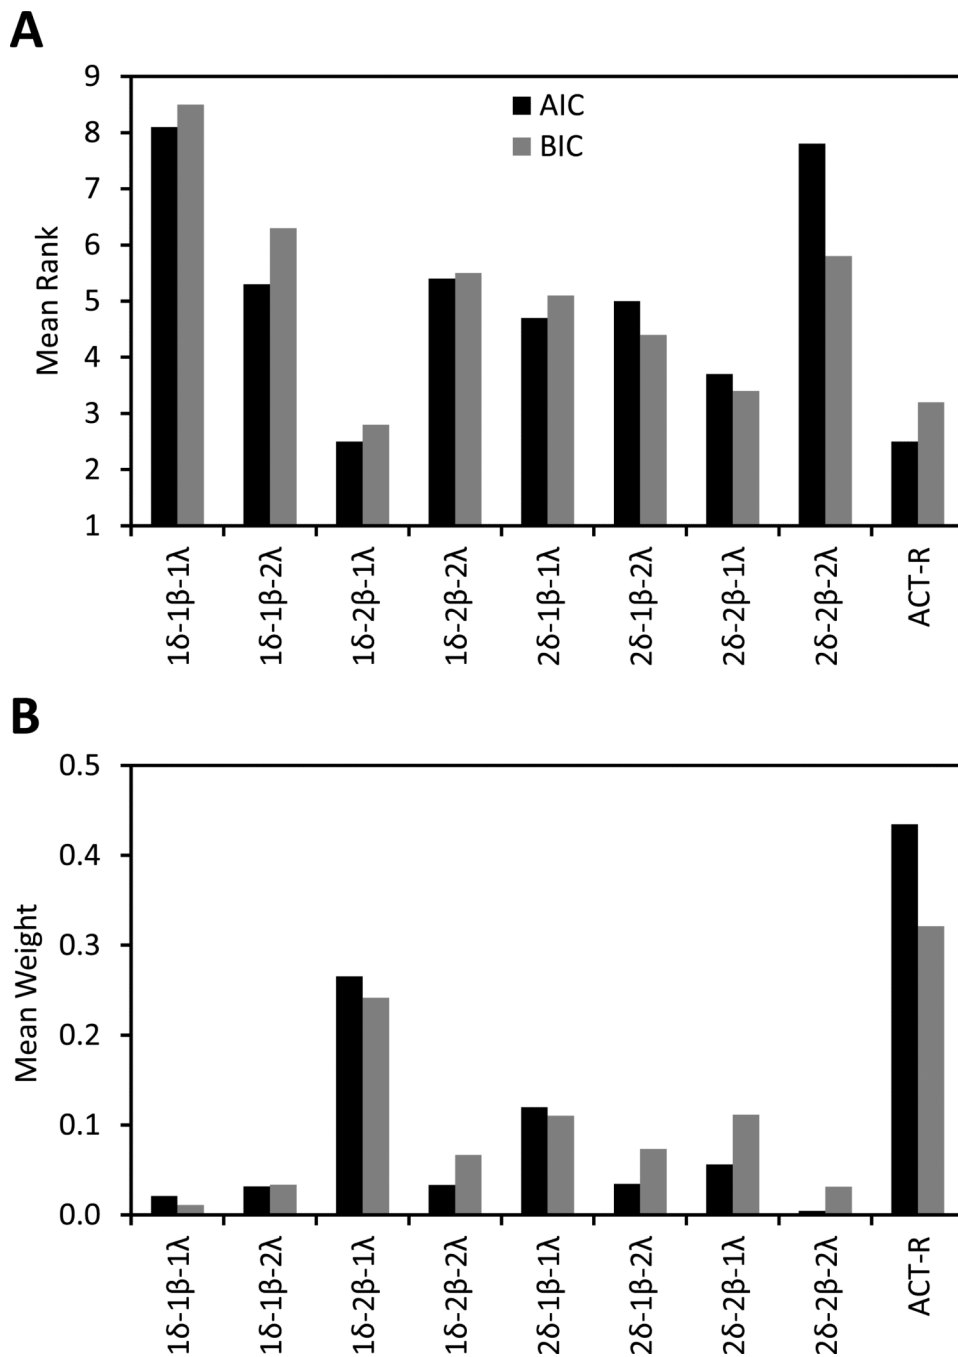 A
9
8
7
6
5
4
3
2
1
Mean Rank
AIC
BIC
1δ-1β-1λ
1δ-1β-2λ
1δ-2β-1λ
1δ-2β-2λ
2δ-1β-1λ
2δ-1β-2λ
2δ-2β-1λ
2δ-2β-2λ
ACT-R
B
0.5
0.4
0.3
0.2
0.1
0.0
Mean Weight
1δ-1β-1λ
1δ-1β-2λ
1δ-2β-1λ
1δ-2β-2λ
2δ-1β-1λ
2δ-1β-2λ
2δ-2β-1λ
2δ-2β-2λ
ACT-R